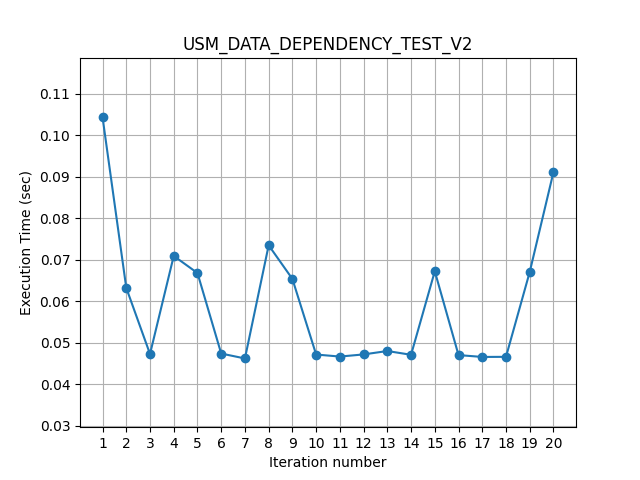 USM_DATA_DEPENDENCY_TEST_V2
0.11
0.10
0.09
0.08
0.07
0.06
0.05
0.04
0.03
Execution Time (sec)
1 2 3 4 5 6 7 8 9 10 11 12 13 14 15 16 17 18 19 20
Iteration number